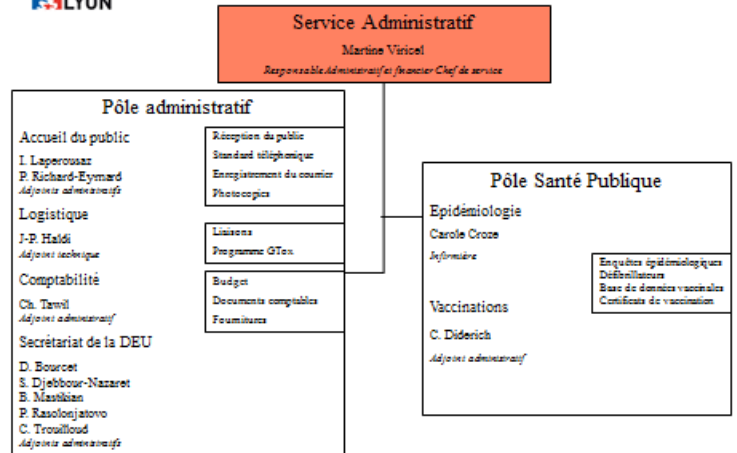 LYON
Service Administratif
Martine Viricel
Responsable Administratif et financier Chef de service
Pôle administratif
Accueil du public
I. Laperousaz
P. Richard-Eymard
Adjoints administratifs
Réception du public
Standard téléphonique
Enregistrement du courrier
Photocopies
Logistique
J-P. Haldi
Adjoint technique
Liaisons
Programme GTox
Comptabilité
Ch. Tawil
Adjoint administratif
Budget
Documents comptables
Fournitures
Secrétariat de la DEU
D. Bourcet
S. Djebbour-Nazaret
B. Mastikian
P. Rasolonjatovo
C. Trouilloud
Adjoints administratifs
Pôle Santé Publique
Epidémiologie
Carole Croze
Infirmière
Enquêtes épidémiologiques
Défibrillateurs
Base de données vaccinales
Certificats de vaccination
Vaccinations
C. Diderich
Adjoint administratif